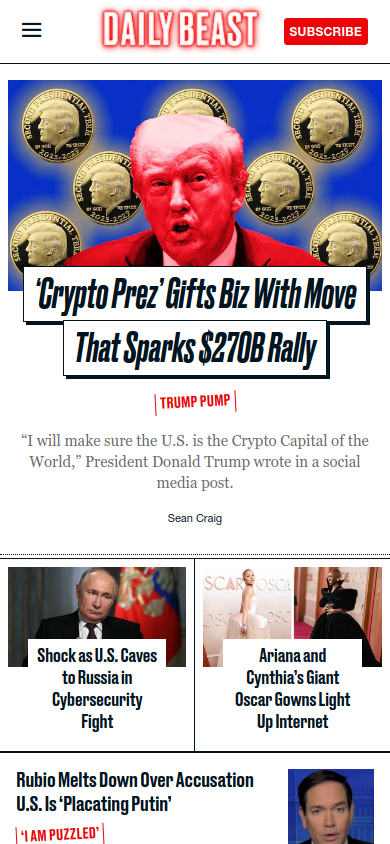 DAILY BEAST
SUBSCRIBE
SECOND PRESIDENTIAL TERM
IN GOD WE TRUST
2025-2029
‘Crypto Prez’ Gifts Biz With Move
That Sparks $270B Rally
TRUMP PUMP
“I will make sure the U.S. is the Crypto Capital of the
World,” President Donald Trump wrote in a social
media post.
Sean Craig
SCAR
OSCA
Shock as U.S. Caves
to Russia in
Cybersecurity
Fight
Ariana and
Cynthia’s Giant
Oscar Gowns Light
Up Internet
Rubio Melts Down Over Accusation
U.S. Is ‘Placating Putin’
‘I AM PUZZLED’